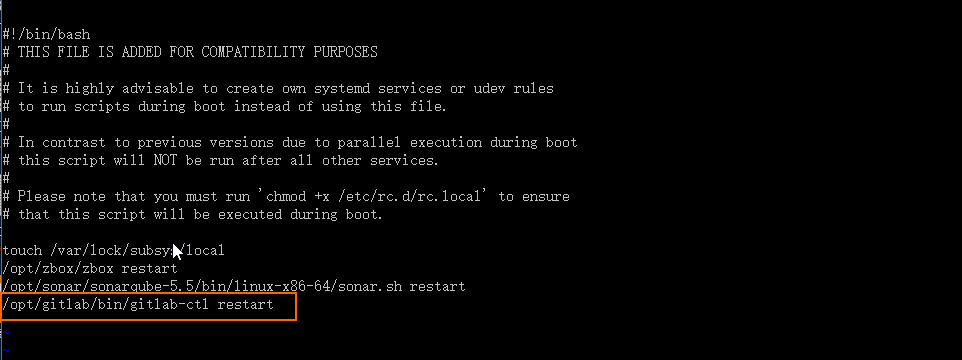 #!/bin/bash
# THIS FILE IS ADDED FOR COMPATIBILITY PURPOSES
#
# It is highly advisable to create own systemd services or udev rules
# to run scripts during boot instead of using this file.
#
# In contrast to previous versions due to parallel execution during boot
# this script will NOT be run after all other services.
#
# Please note that you must run 'chmod +x /etc/rc.d/rc.local' to ensure
# that this script will be executed during boot.
touch /var/lock/subsys/local
/opt/zbox/zbox restart
/opt/sonar/sonarqube-5.5/bin/linux-x86-64/sonar.sh restart
/opt/gitlab/bin/gitlab-ctl restart
~
~